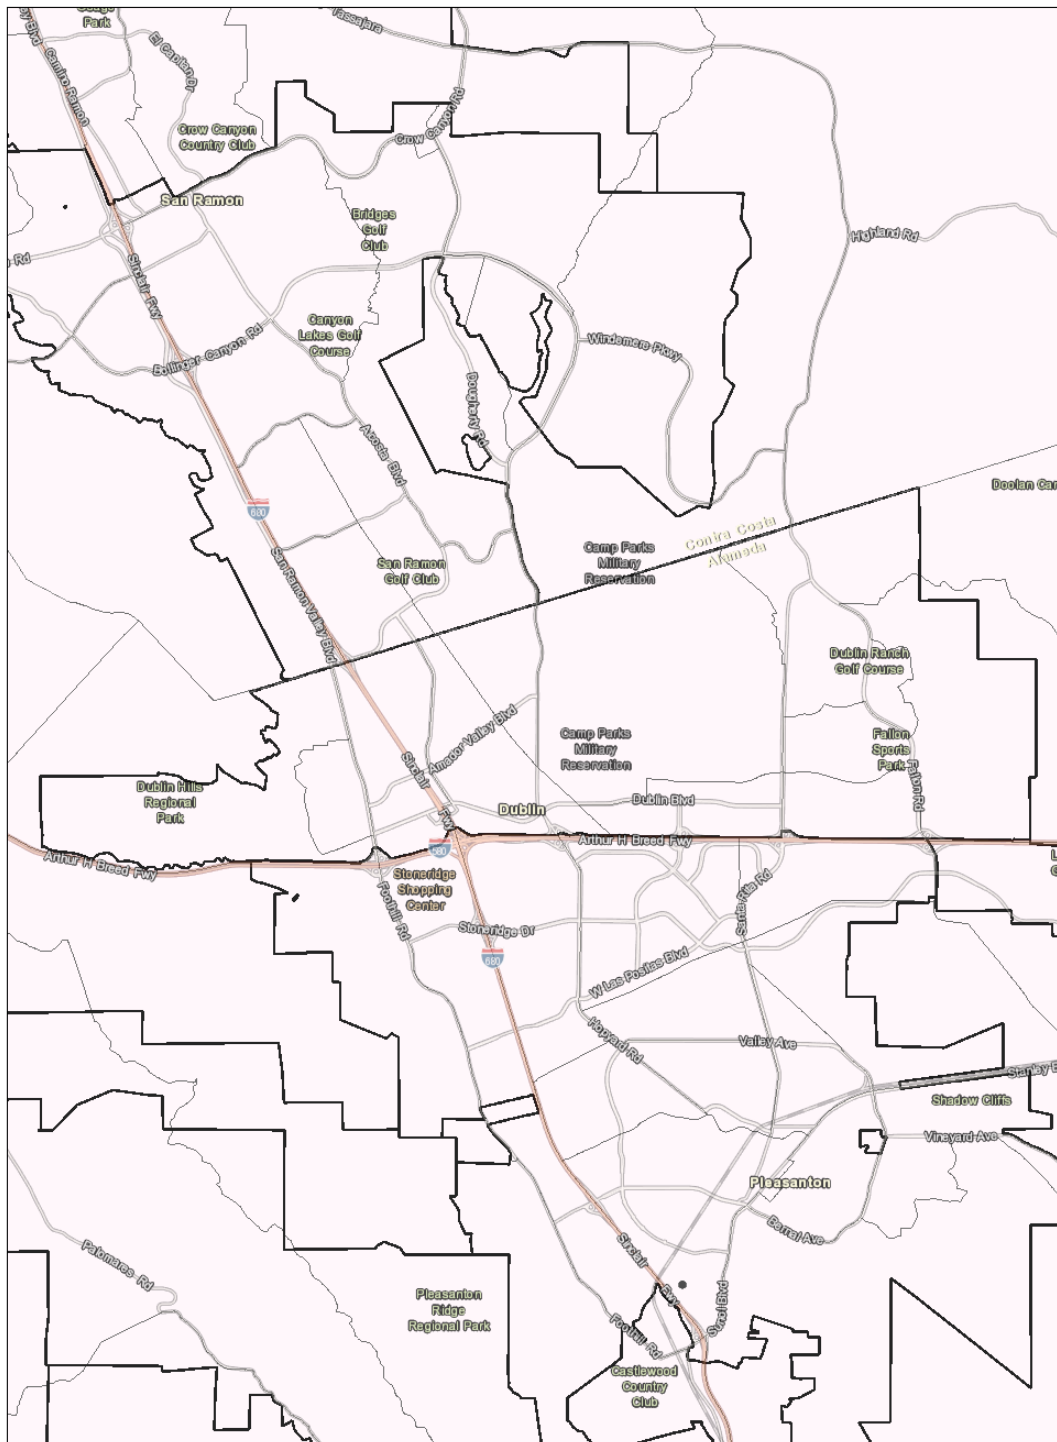 Park
Tassajara
ey Blvd
Camino Ramon
El Capitan Dr
Crow Canyon
Country Club
Crow Canyon Rd
San Ramon
Bridges
Golf
Club
Highland Rd
Rd
Sinclair Fwy
Canyon
Lakes Golf
Course
Bollinger Canyon Rd
Windemere Pkwy
Dougherty Rd
Alcosta Blvd
Doolan Can
680
Contra Costa
Alameda
Camp Parks
Military
Reservation
San Ramon
Golf Club
San Ramon Valley Blvd
Dublin Ranch
Golf Course
Amador Valley Blvd
Camp Parks
Military
Reservation
Fallon
Sports
Park
Fallon Rd
Sinclair
Fwy
Dublin Hills
Regional
Park
Dublin
Dublin Blvd
Arthur H Breed Fwy
Arthur H Breed Fwy
680
L
G
Stoneridge
Shopping
Center
Foothill Rd
Santa Rita Rd
Stoneridge Dr
680
W Las Positas Blvd
Hopyard Rd
Valley Ave
Stanley B
Shadow Cliffs
Vineyard Ave
Pleasanton
Bernal Ave
Palomares Rd
Sinclair
Fwy
Pleasanton
Ridge
Regional Park
Sunol Blvd
Foothill Rd
Castlewood
Country
Club